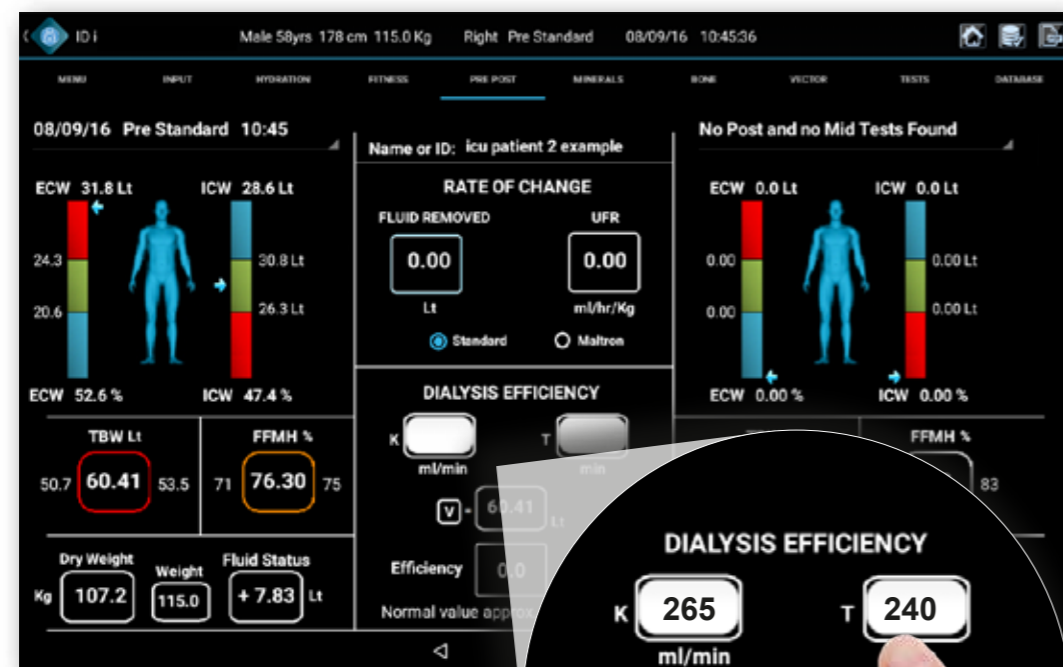 ID i Male 58yrs 178 cm 115.0 Kg Right Pre Standard 08/09/16 10:45:36
MENU INPUT HYDRATION FITNESS PRE POST MINERALS BONE VECTOR TESTS DATABASE
08/09/16 Pre Standard 10:45
ECW 31.8 Lt ICW 28.6 Lt
24.3 30.8 Lt
20.6 26.3 Lt
ECW 52.6 % ICW 47.4 %
TBW Lt FFMH %
50.7 60.41 53.5 71 76.30 75
Dry Weight Weight Fluid Status
Kg 107.2 115.0 + 7.83 Lt
Name or ID: icu patient 2 example
RATE OF CHANGE
FLUID REMOVED UFR
0.00 0.00
Lt ml/hr/Kg
Standard Maltron
DIALYSIS EFFICIENCY
K T
ml/min min
V - 60.41 Lt
Efficiency 0.0
Normal value approx
No Post and no Mid Tests Found
ECW 0.0 Lt ICW 0.0 Lt
0.00 0.00 Lt
0.00 0.00 Lt
ECW 0.00 % ICW 0.00 %
FFMH %
83
DIALYSIS EFFICIENCY
K 265 T 240
ml/min